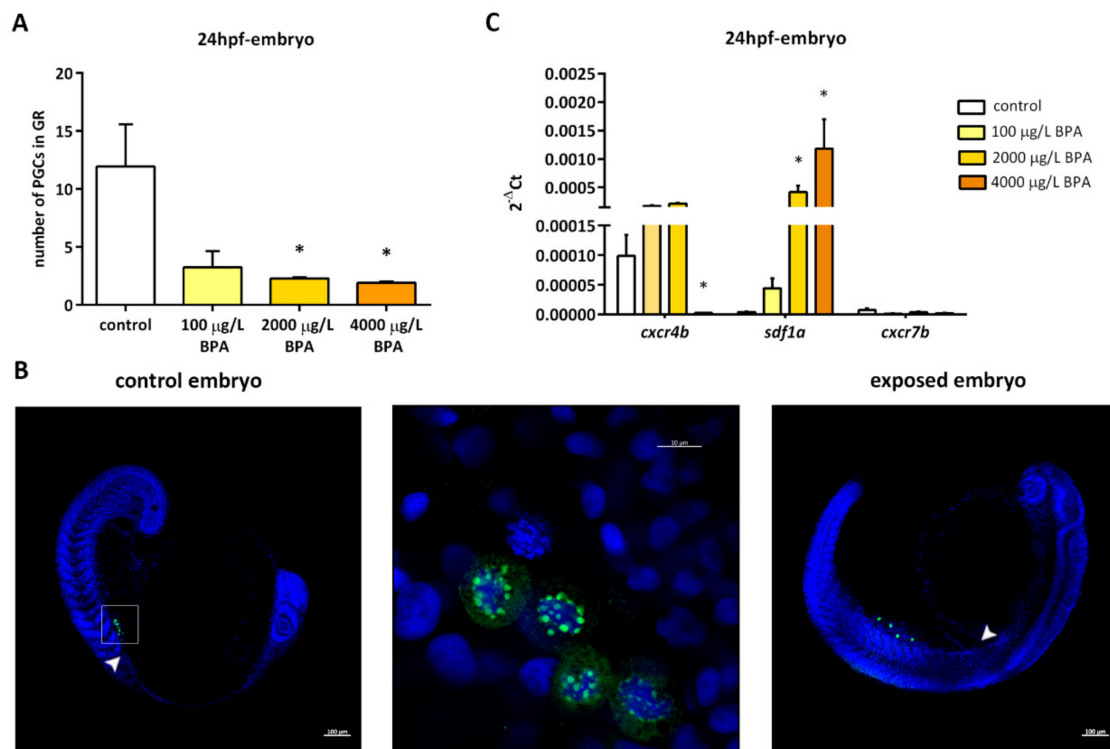 A
24hpf-embryo
number of PGCs in GR
20
15
10
5
0
*
*
control
100 μg/L BPA
2000 μg/L BPA
4000 μg/L BPA
C
24hpf-embryo
2^-ΔCt
0.0025
0.0020
0.0015
0.0010
0.0005
0.00010
0.00005
0.00000
*
*
*
cxcr4b
sdf1a
cxcr7b
control
100 μg/L BPA
2000 μg/L BPA
4000 μg/L BPA
B
control embryo
exposed embryo
100 μm
10 μm
100 μm